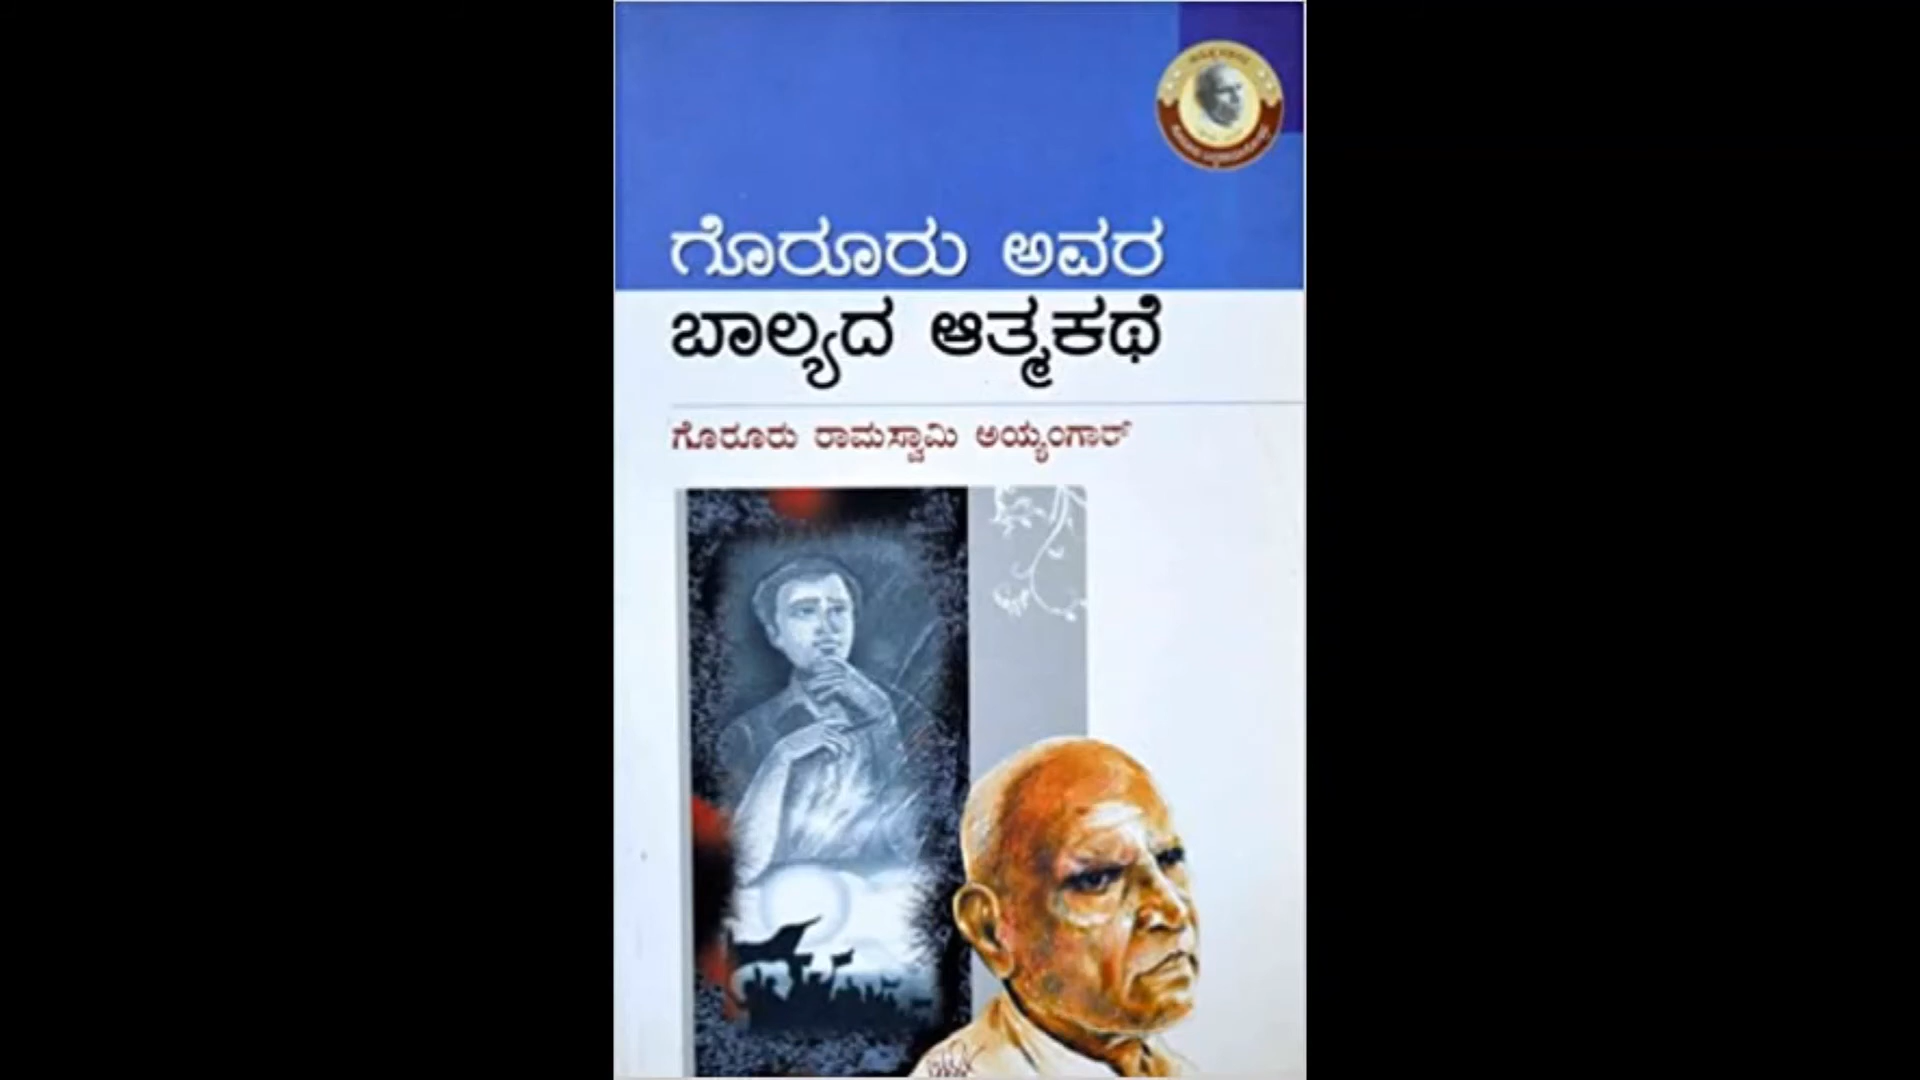 ಗೊರೂರು ಅವರ
ಬಾಲ್ಯದ ಆತ್ಮಕಥೆ
ಗೊರೂರು ರಾಮಸ್ವಾಮಿ ಅಯ್ಯಂಗಾರ್